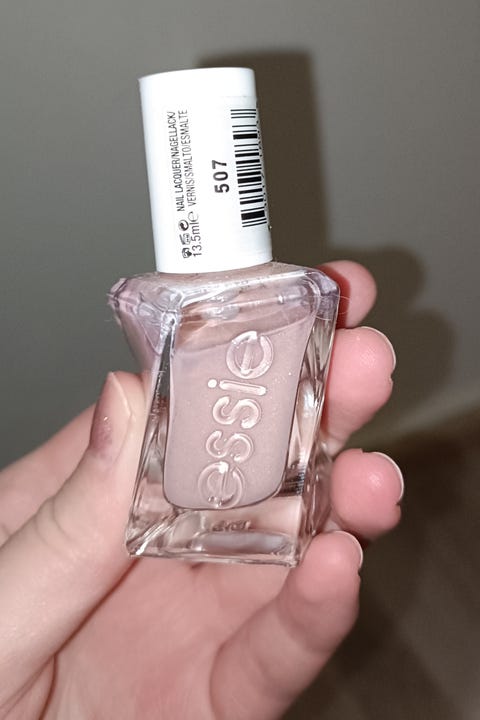 NAIL LACQUER/NAGELLACK/
VERNIS/SMALTO/ESMALTE
13.5ml℮
507
essie